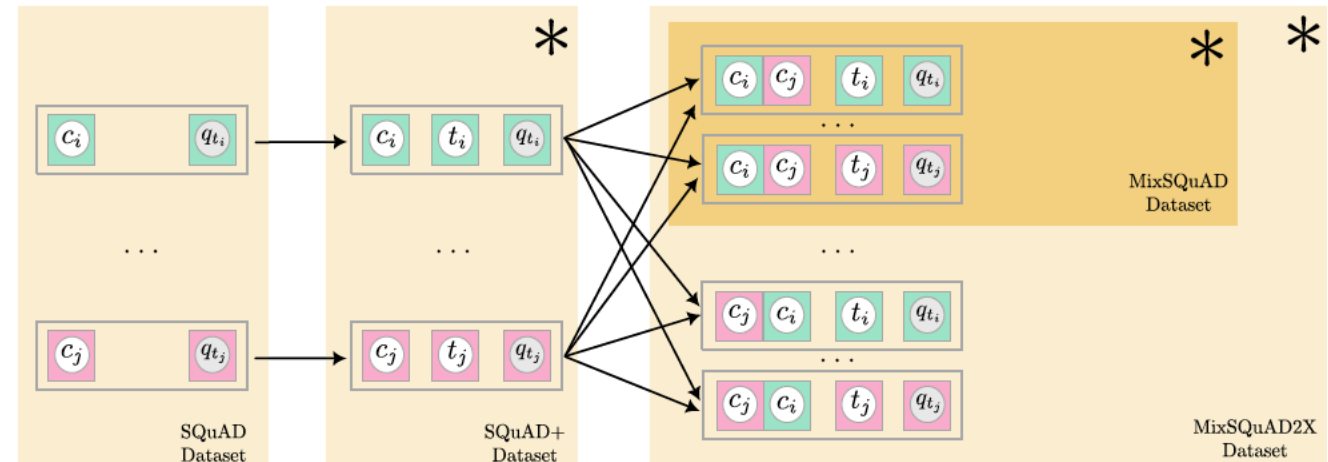 * * *
c_i q_{t_i}
c_i t_i q_{t_i}
c_i c_j t_i q_{t_i}
...
c_i c_j t_j q_{t_j}
MixSQuAD
Dataset
... ... ...
c_j q_{t_j}
c_j t_j q_{t_j}
c_j c_i t_i q_{t_i}
...
c_j c_i t_j q_{t_j}
SQuAD
Dataset
SQuAD+
Dataset
MixSQuAD2X
Dataset